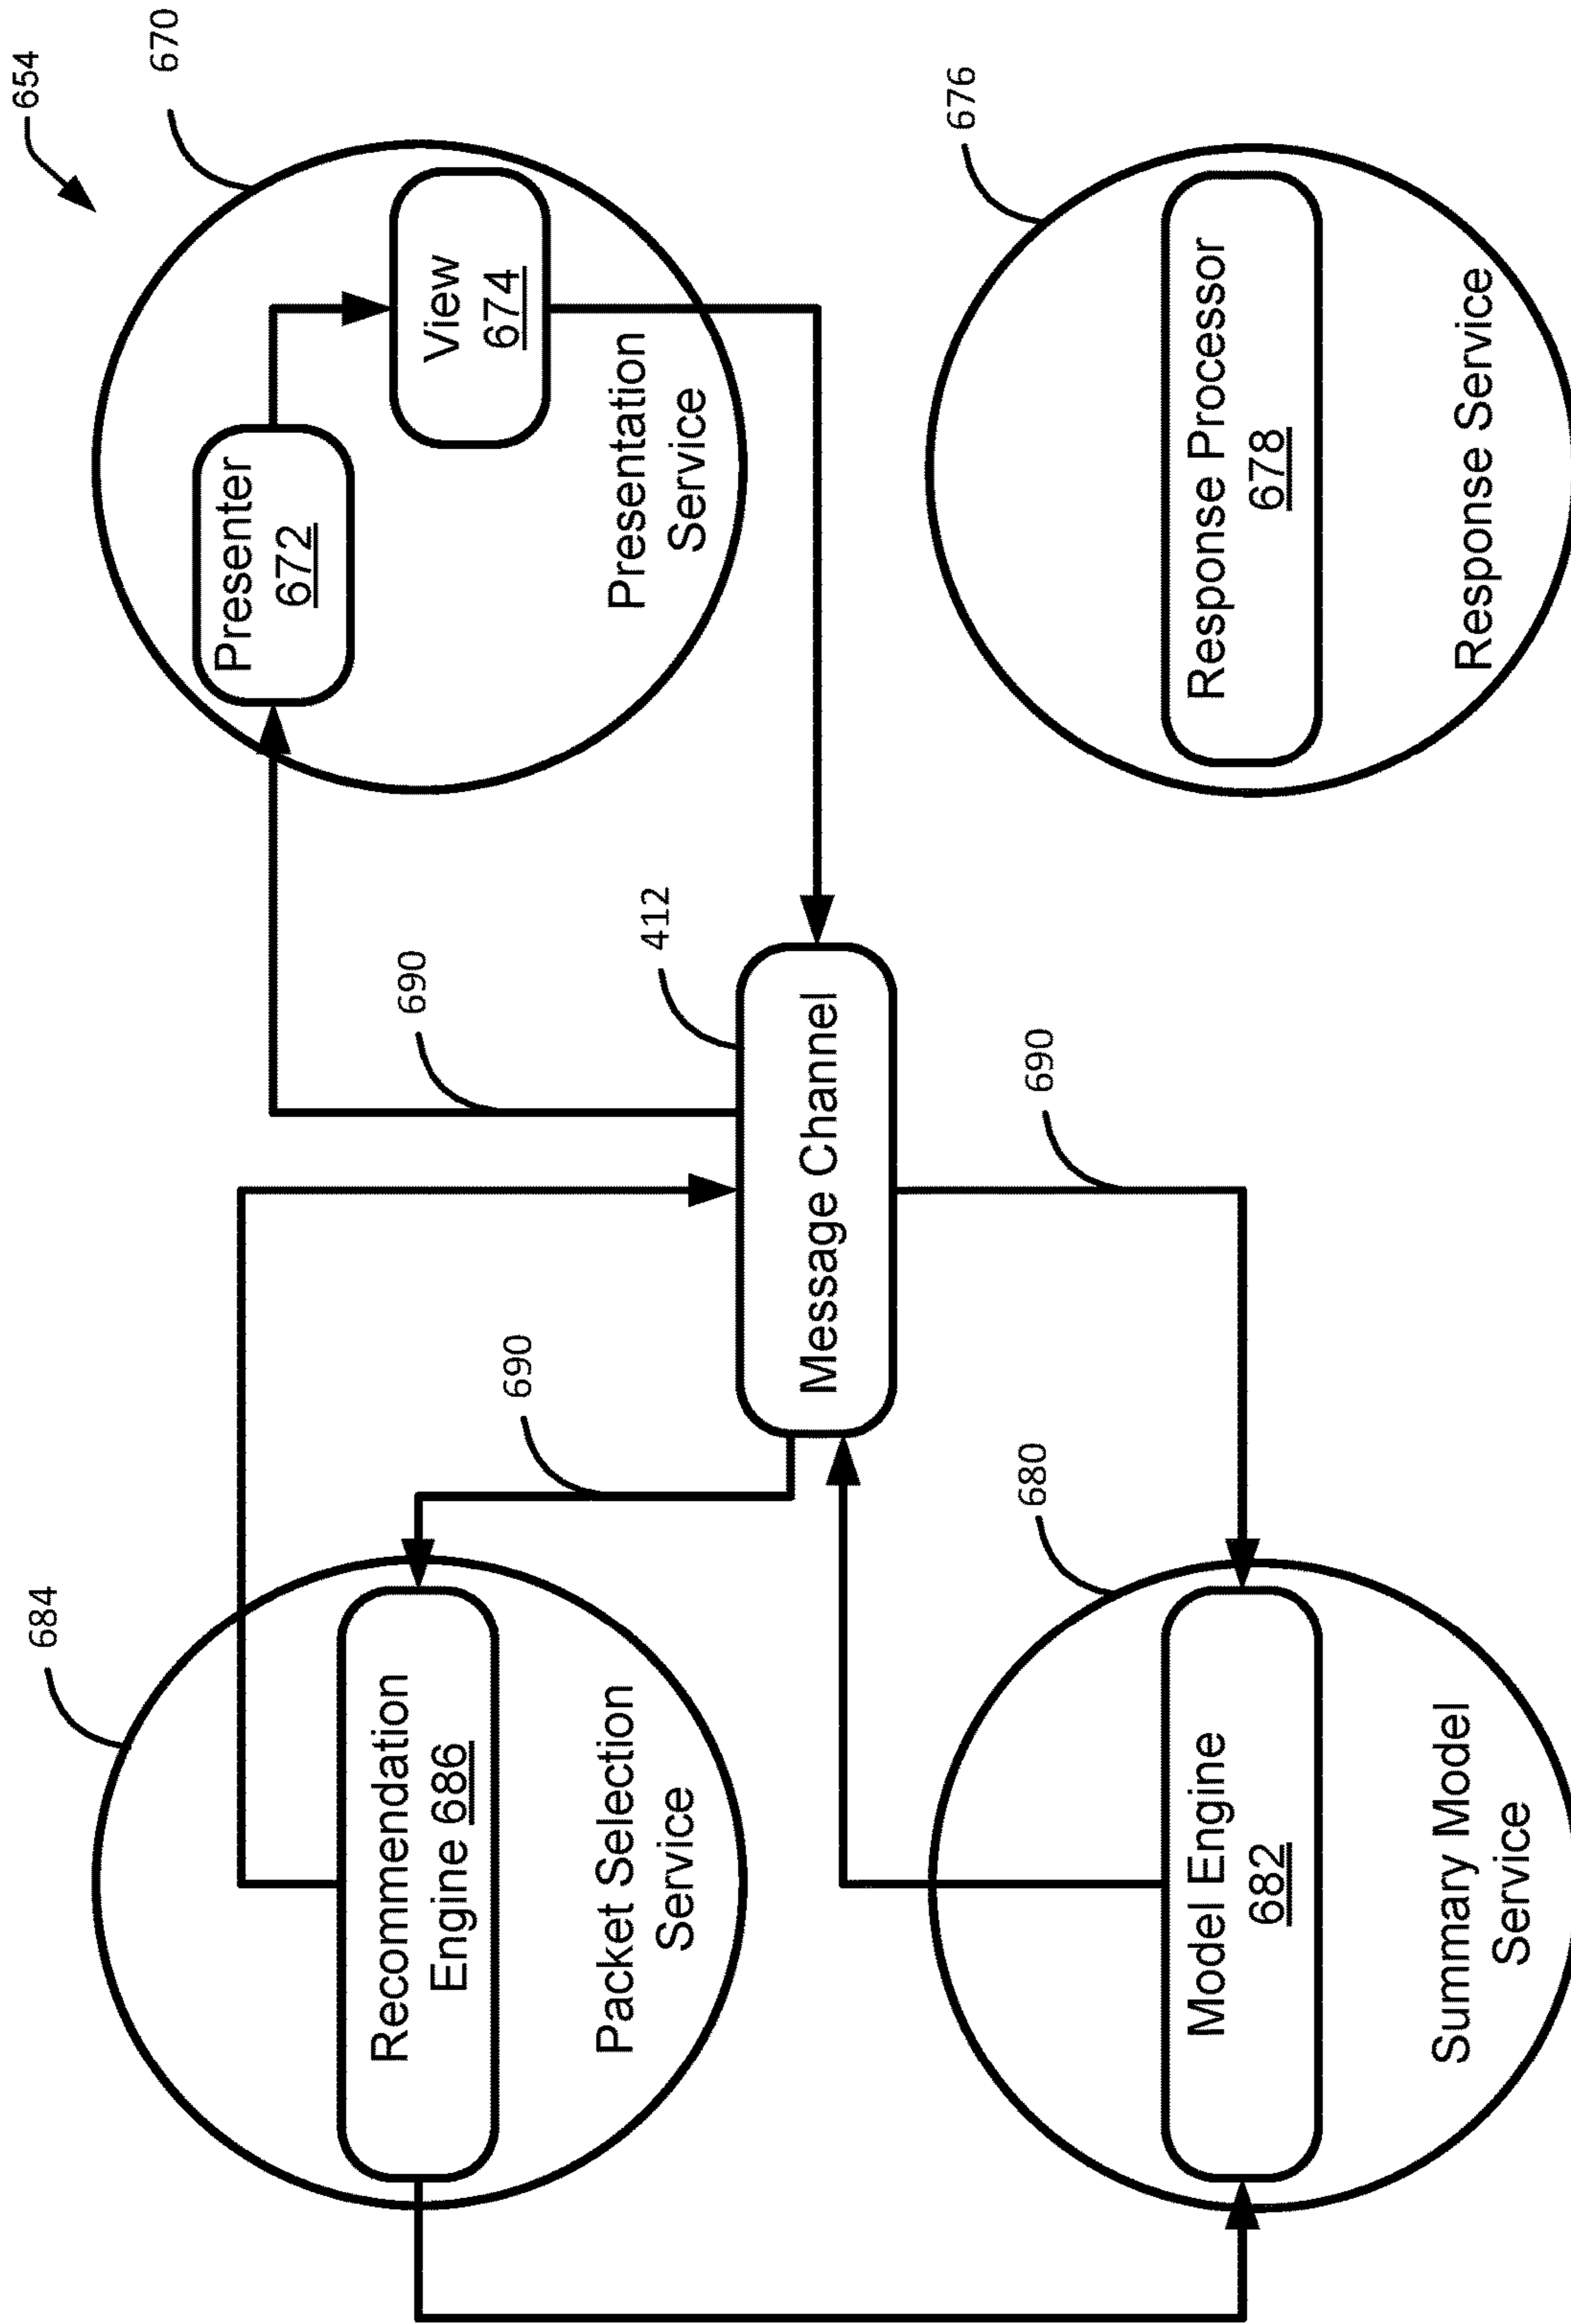 654
670
684
Presenter
672
View
674
Presentation
Service
690
690
412
Recommendation
Engine 686
Packet Selection
Service
Message Channel
676
680
690
Model Engine
682
Summary Model
Service
Response Processor
678
Response Service